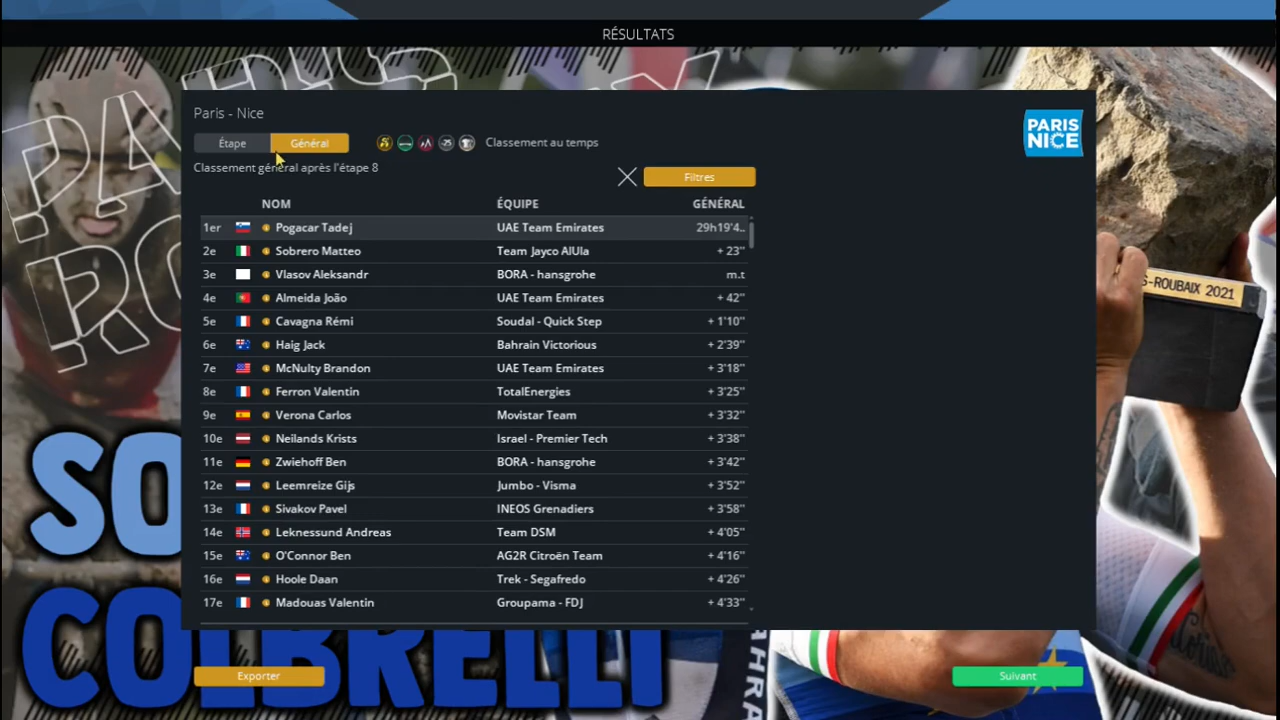 RÉSULTATS
Paris - Nice
PARIS
NICE
Étape Général Classement au temps
Classement général après l'étape 8
Filtres
NOM ÉQUIPE GÉNÉRAL
1er Pogacar Tadej UAE Team Emirates 29h19'4..
2e Sobrero Matteo Team Jayco AlUla + 23''
3e Vlasov Aleksandr BORA - hansgrohe m.t
4e Almeida João UAE Team Emirates + 42''
5e Cavagna Rémi Soudal - Quick Step + 1'10''
6e Haig Jack Bahrain Victorious + 2'39''
7e McNulty Brandon UAE Team Emirates + 3'18''
8e Ferron Valentin TotalEnergies + 3'25''
9e Verona Carlos Movistar Team + 3'32''
10e Neilands Krists Israel - Premier Tech + 3'38''
11e Zwiehoff Ben BORA - hansgrohe + 3'42''
12e Leemreize Gijs Jumbo - Visma + 3'52''
13e Sivakov Pavel INEOS Grenadiers + 3'58''
14e Leknessund Andreas Team DSM + 4'05''
15e O'Connor Ben AG2R Citroën Team + 4'16''
16e Hoole Daan Trek - Segafredo + 4'26''
17e Madouas Valentin Groupama - FDJ + 4'33''
S-ROUBAIX 2021
SO
COLBRELLI
AHRA
Exporter
Suivant